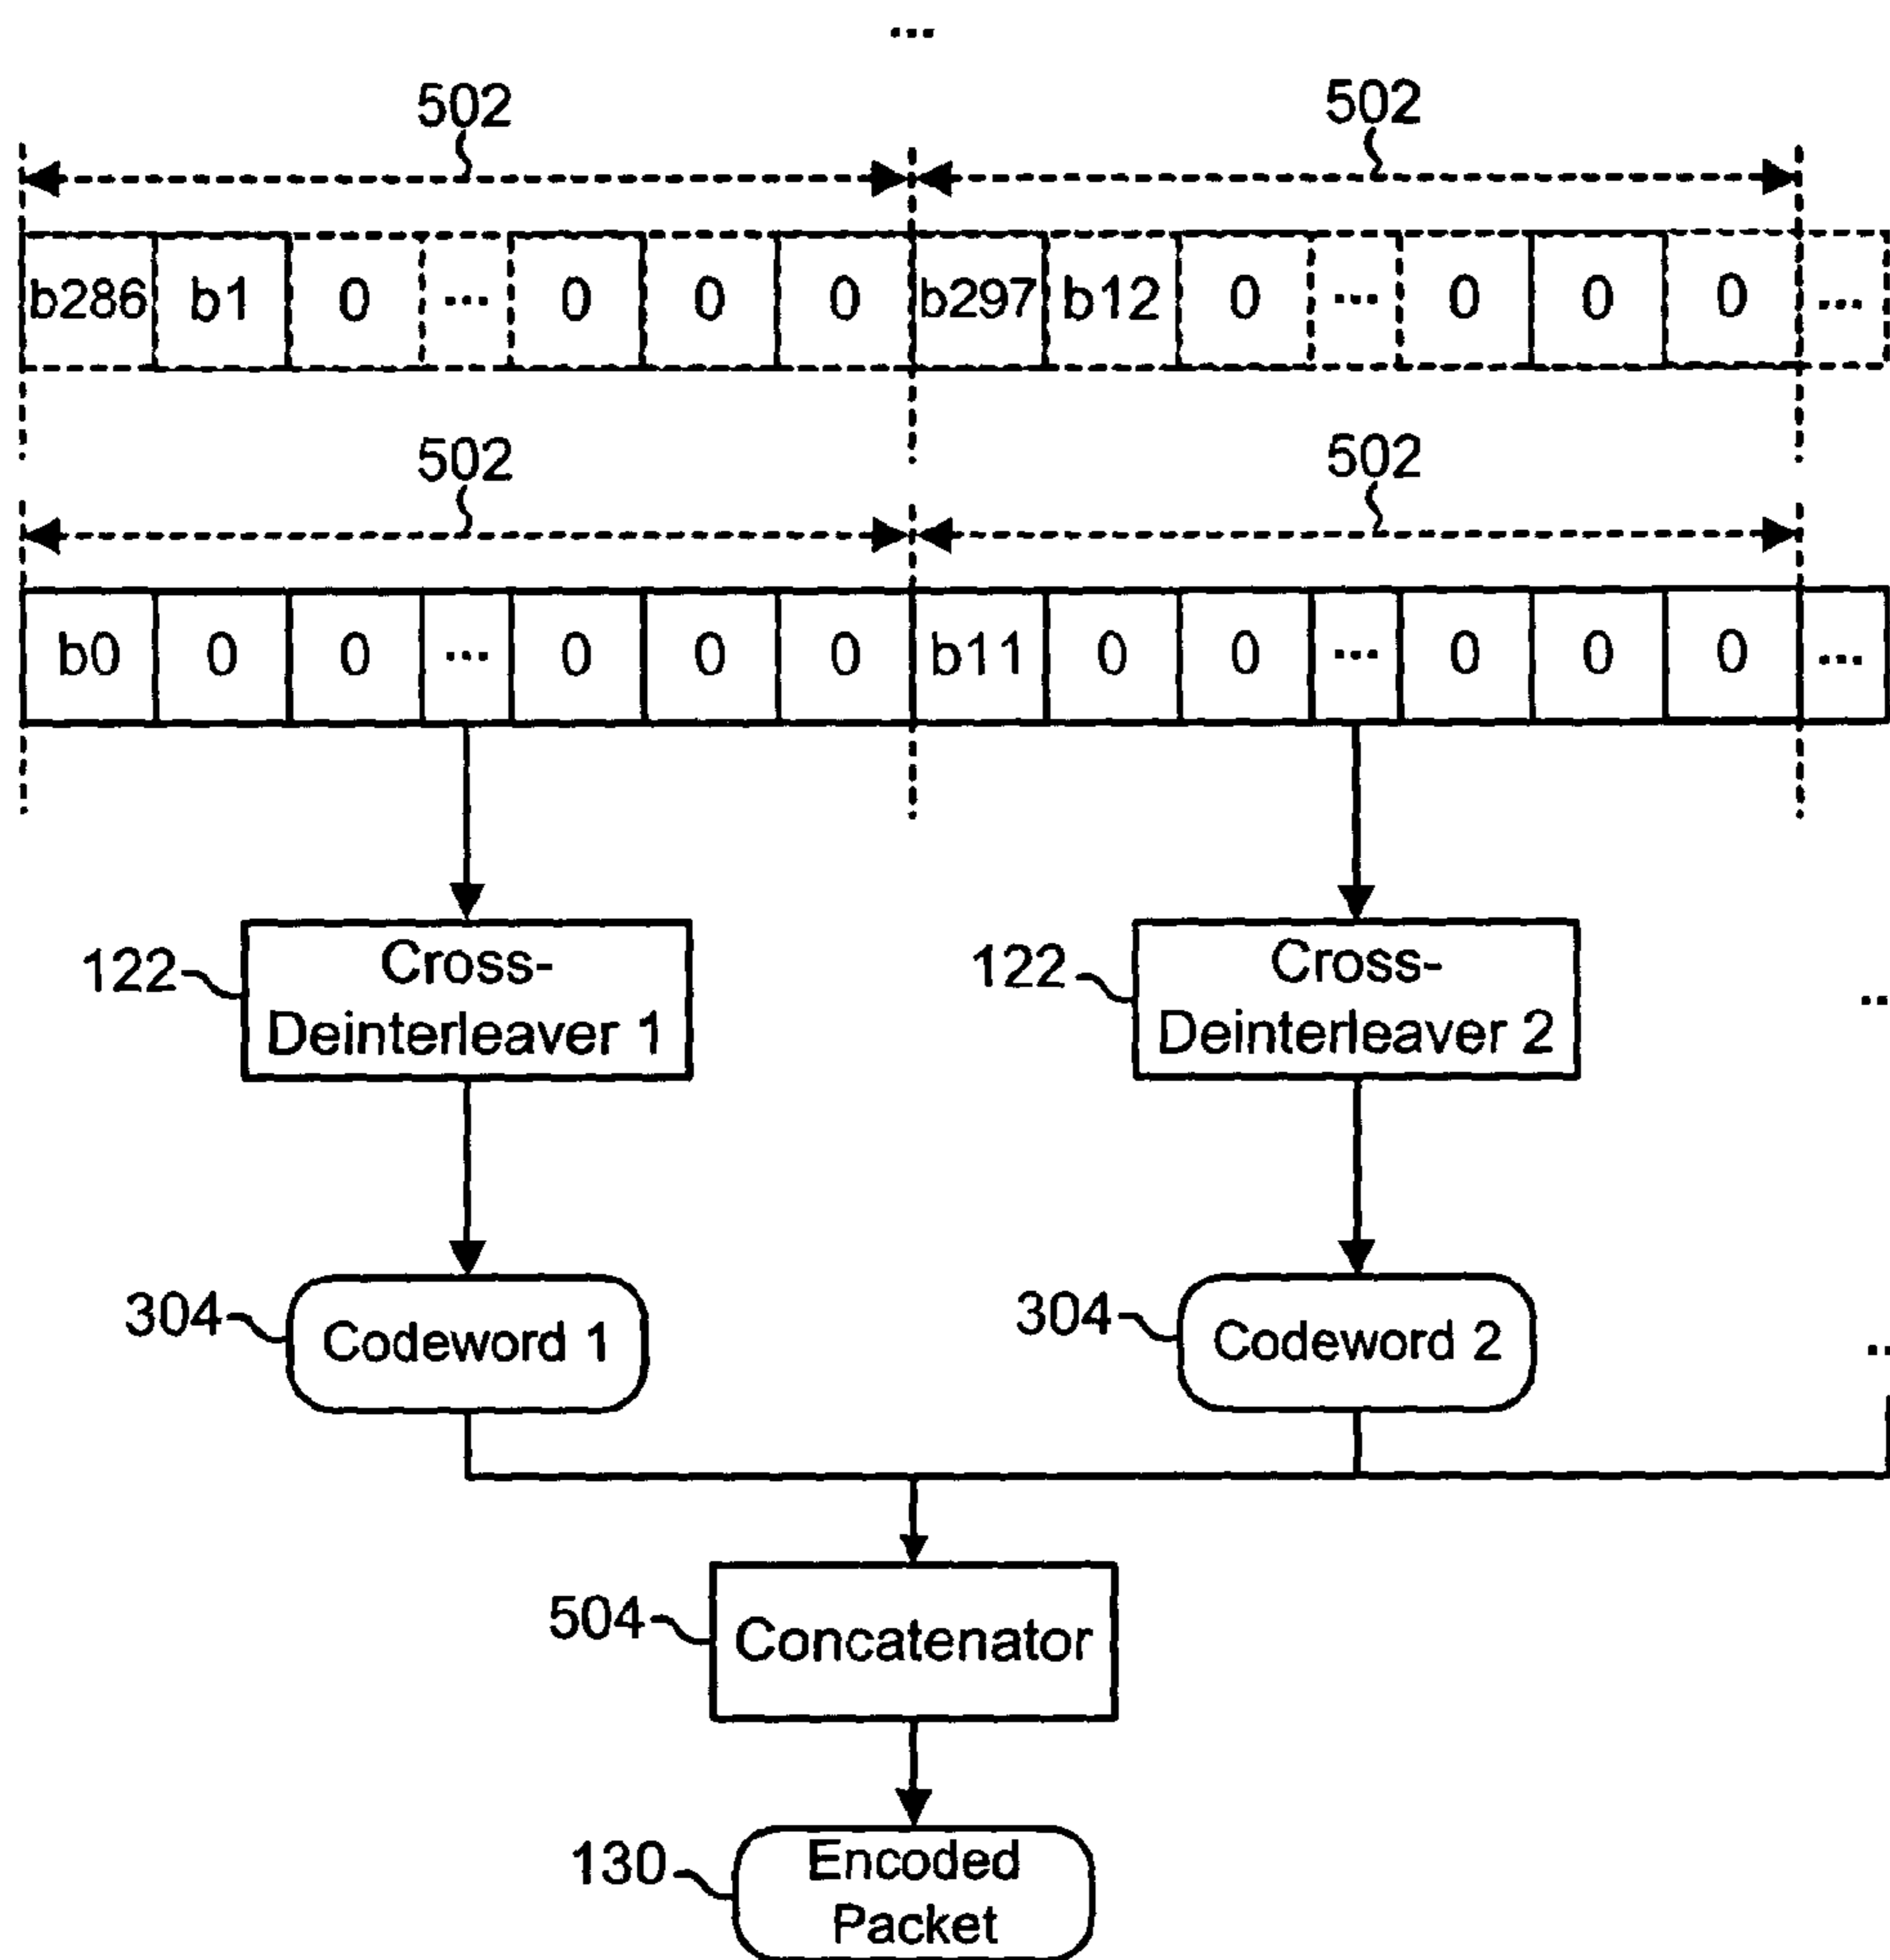 ...
502 502
b286 b1 0 ... 0 0 0 b297 b12 0 ... 0 0 0 ...
502 502
b0 0 0 ... 0 0 0 b11 0 0 ... 0 0 0 ...
122 Cross-
Deinterleaver 1
122 Cross-
Deinterleaver 2
..
304 Codeword 1
304 Codeword 2
..
504 Concatenator
130 Encoded
Packet